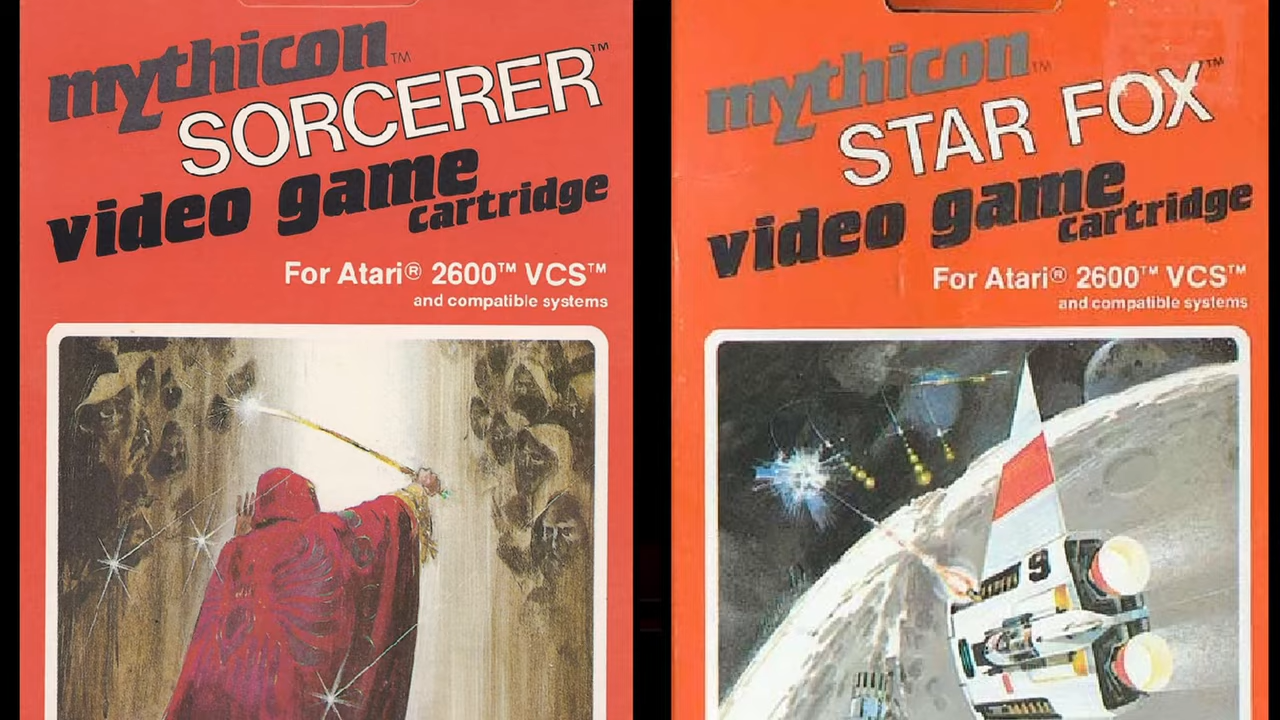 mythicon™
SORCERER™
video game
cartridge
For Atari® 2600™ VCS™
and compatible systems
mythicon™
STAR FOX™
video game
cartridge
For Atari® 2600™ VCS™
and compatible systems
9